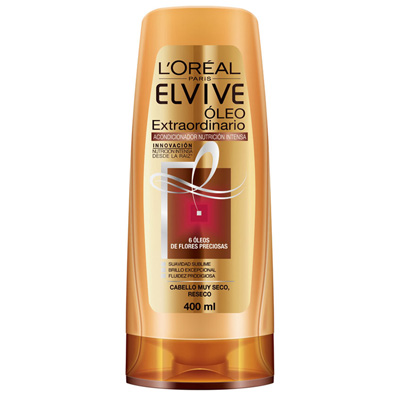 L'ORÉAL
PARIS
ELVIVE
ÓLEO
Extraordinario
ACONDICIONADOR NUTRICIÓN INTENSA
INNOVACIÓN
NUTRICIÓN INTENSA
DESDE LA RAÍZ*
6 ÓLEOS
DE FLORES PRECIOSAS
SUAVIDAD SUBLIME
BRILLO EXCEPCIONAL
FLUIDEZ PRODIGIOSA
CABELLO MUY SECO,
RESECO
400 ml